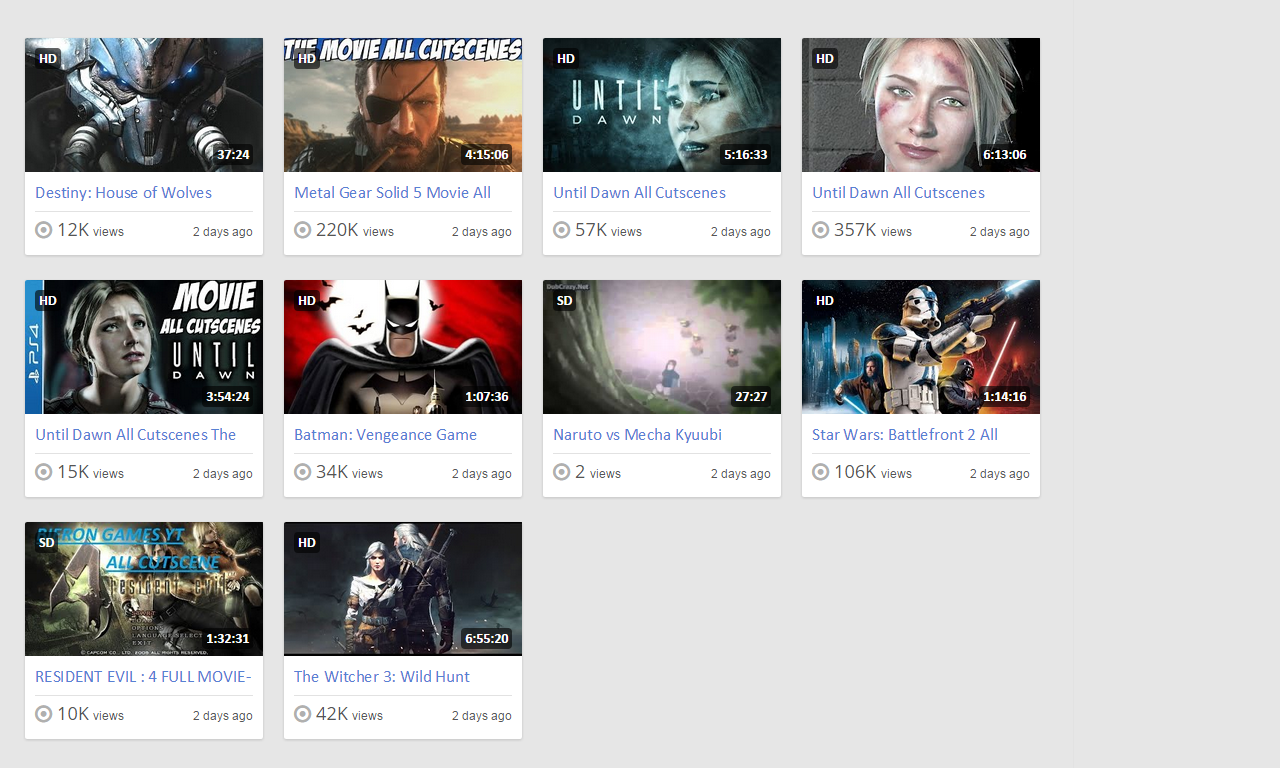 HD
THE MOVIE ALL CUTSCENES
HD
UNTIL
DAWN
HD
HD
37:24
4:15:06
5:16:33
6:13:06
Destiny: House of Wolves
Metal Gear Solid 5 Movie All
Until Dawn All Cutscenes
Until Dawn All Cutscenes
12K views
2 days ago
220K views
2 days ago
57K views
2 days ago
357K views
2 days ago
HD
MOVIE
ALL CUTSCENES
UNTIL
DAWN
PS4
3:54:24
HD
1:07:36
DubCrazy.Net
SD
27:27
HD
1:14:16
Until Dawn All Cutscenes The
Batman: Vengeance Game
Naruto vs Mecha Kyuubi
Star Wars: Battlefront 2 All
15K views
2 days ago
34K views
2 days ago
2 views
2 days ago
106K views
2 days ago
SD
GAMES YT
ALL CUTSCENE
4
resident evil
OPTIONS
LANGUAGE SELECT
EXIT
© CAPCOM CO., LTD. 2005 ALL RIGHTS RESERVED.
1:32:31
HD
6:55:20
RESIDENT EVIL : 4 FULL MOVIE-
The Witcher 3: Wild Hunt
10K views
2 days ago
42K views
2 days ago